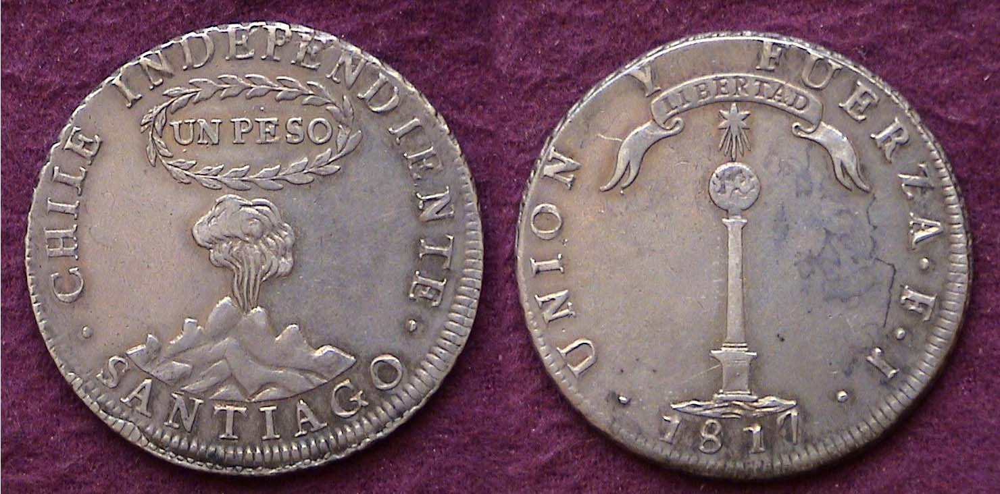 · CHILE INDEPENDIENTE ·
UN PESO
SANTIAGO
· UNION Y FUERZA · F · J ·
LIBERTAD
1817